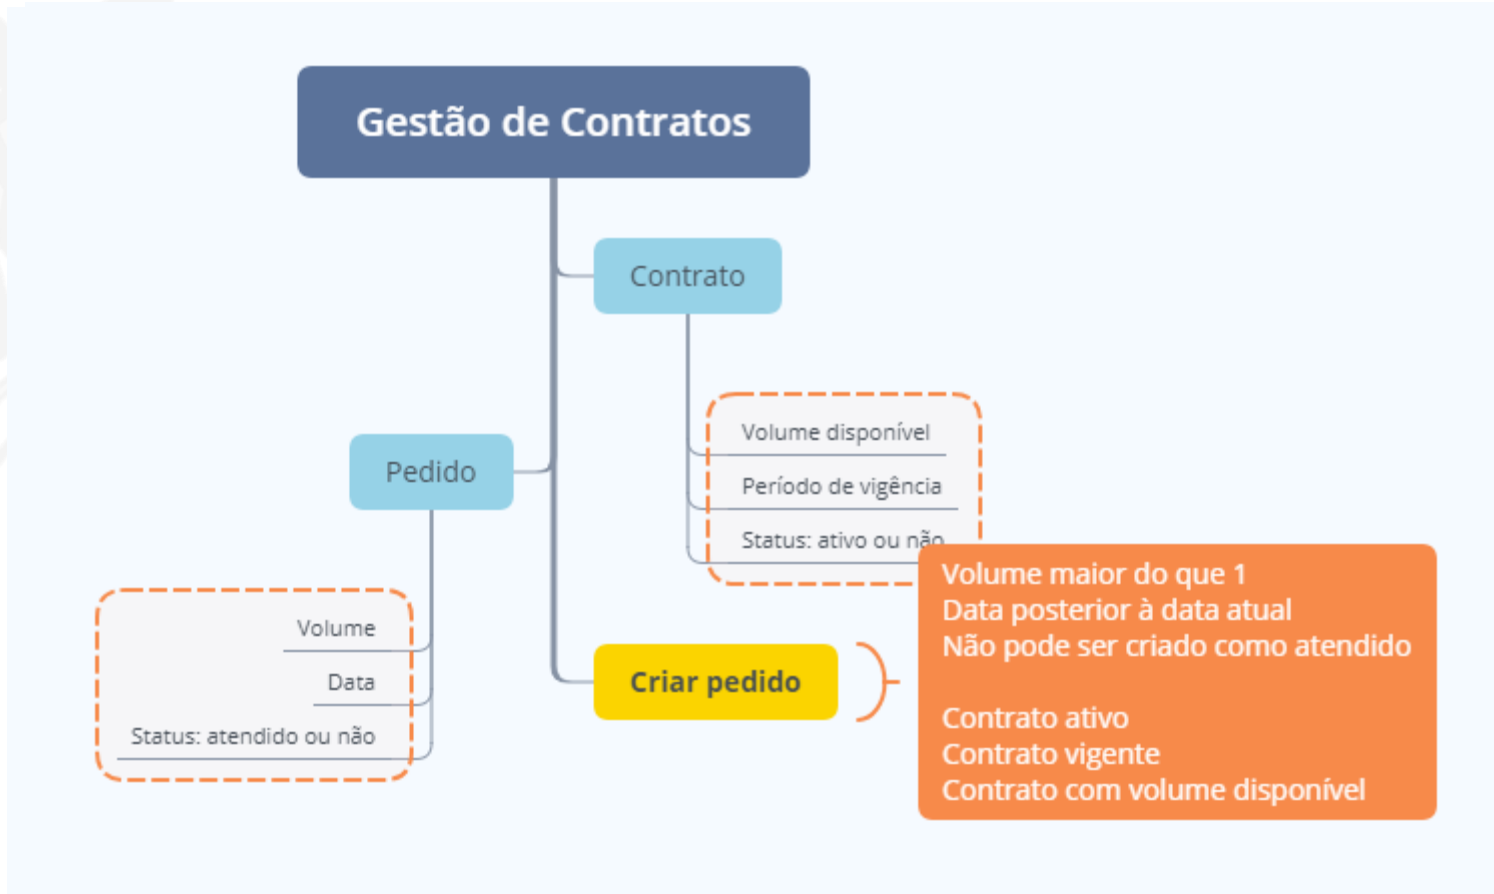 Gestão de Contratos
Contrato
Volume disponível
Período de vigência
Status: ativo ou não
Pedido
Volume
Data
Status: atendido ou não
Criar pedido
Volume maior do que 1
Data posterior à data atual
Não pode ser criado como atendido
Contrato ativo
Contrato vigente
Contrato com volume disponível